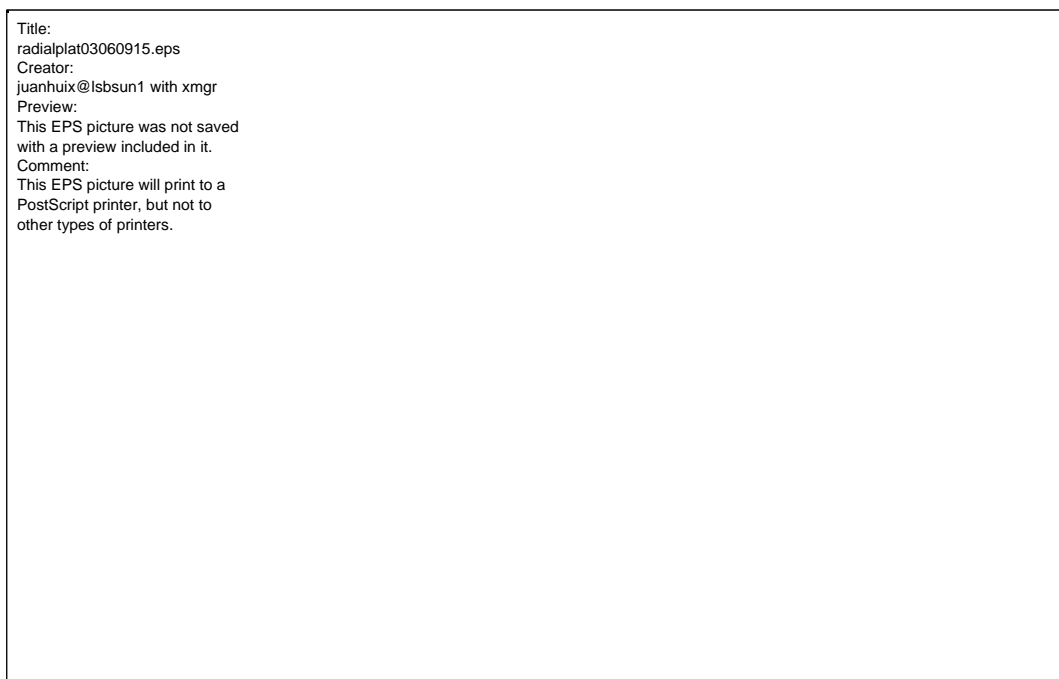 Title:
radialplat03060915.eps
Creator:
juanhuix@lsbsun1 with xmgr
Preview:
This EPS picture was not saved
with a preview included in it.
Comment:
This EPS picture will print to a
PostScript printer, but not to
other types of printers.